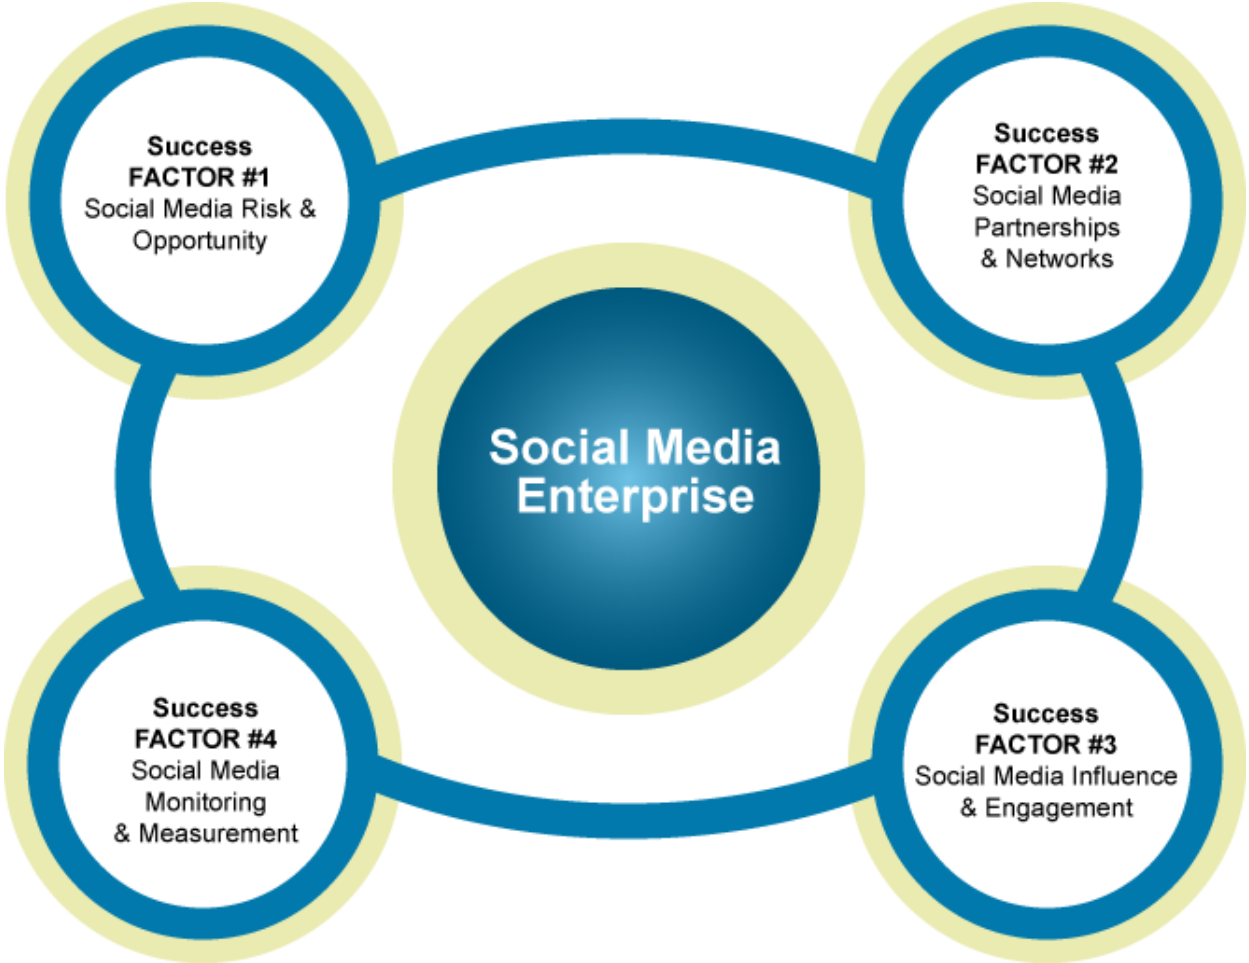 Success
FACTOR #1
Social Media Risk &
Opportunity
Success
FACTOR #2
Social Media
Partnerships
& Networks
Social Media
Enterprise
Success
FACTOR #4
Social Media
Monitoring
& Measurement
Success
FACTOR #3
Social Media Influence
& Engagement